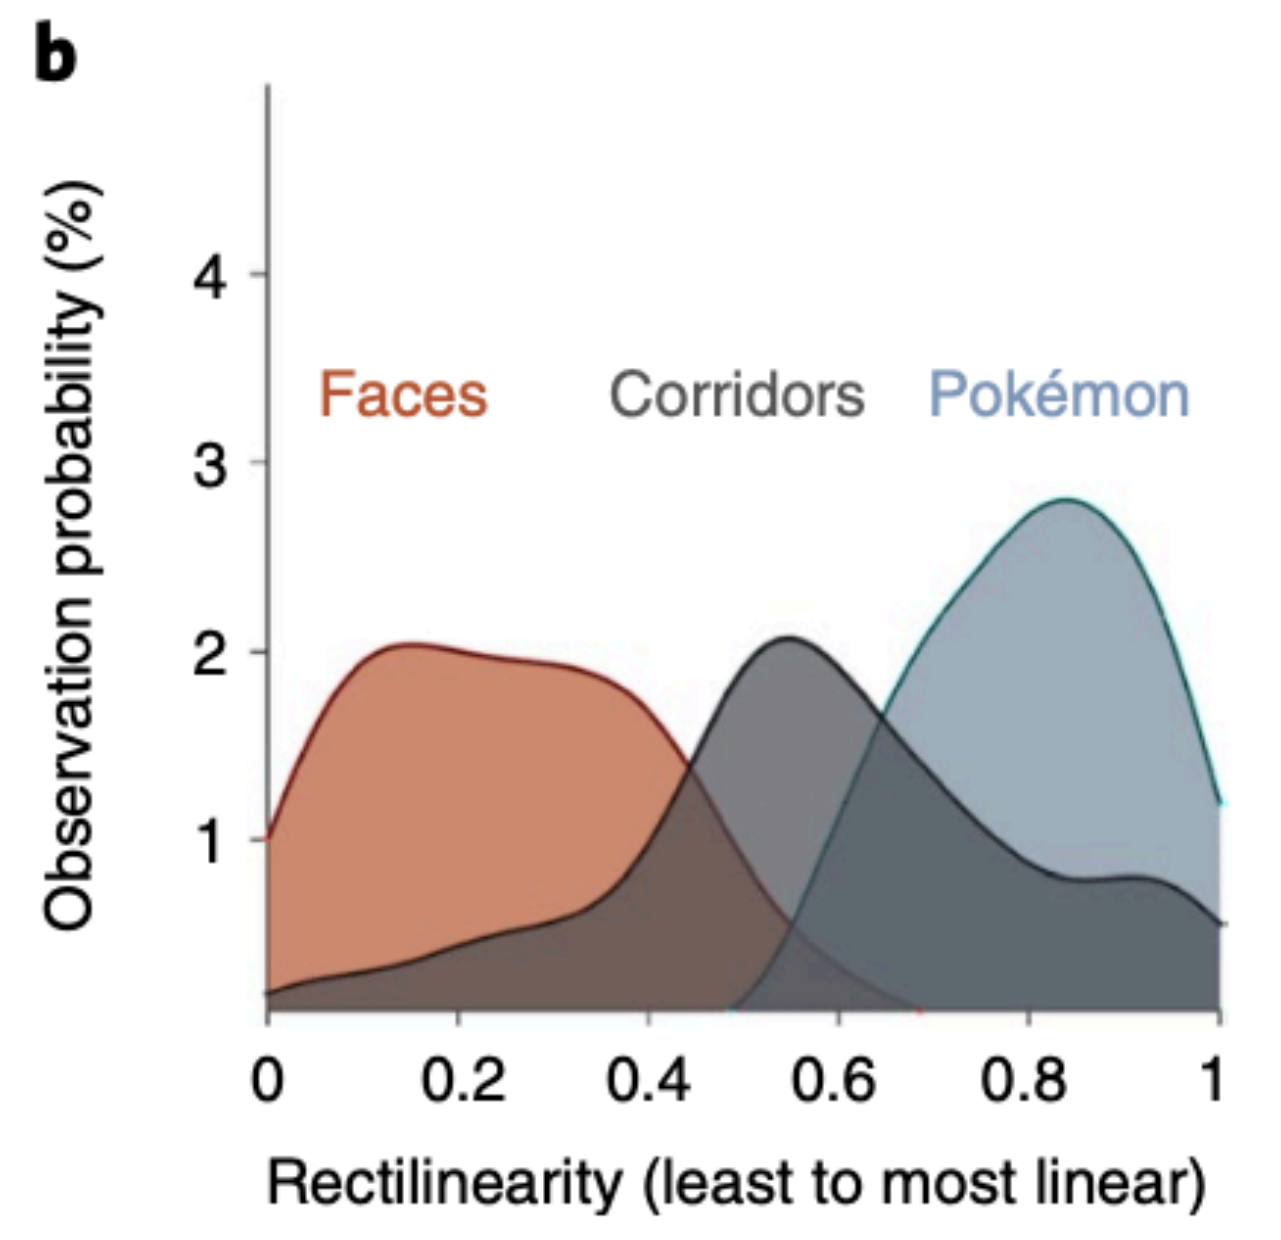 b
Observation probability (%)
4
3
2
1
Faces Corridors Pokémon
0 0.2 0.4 0.6 0.8 1
Rectilinearity (least to most linear)